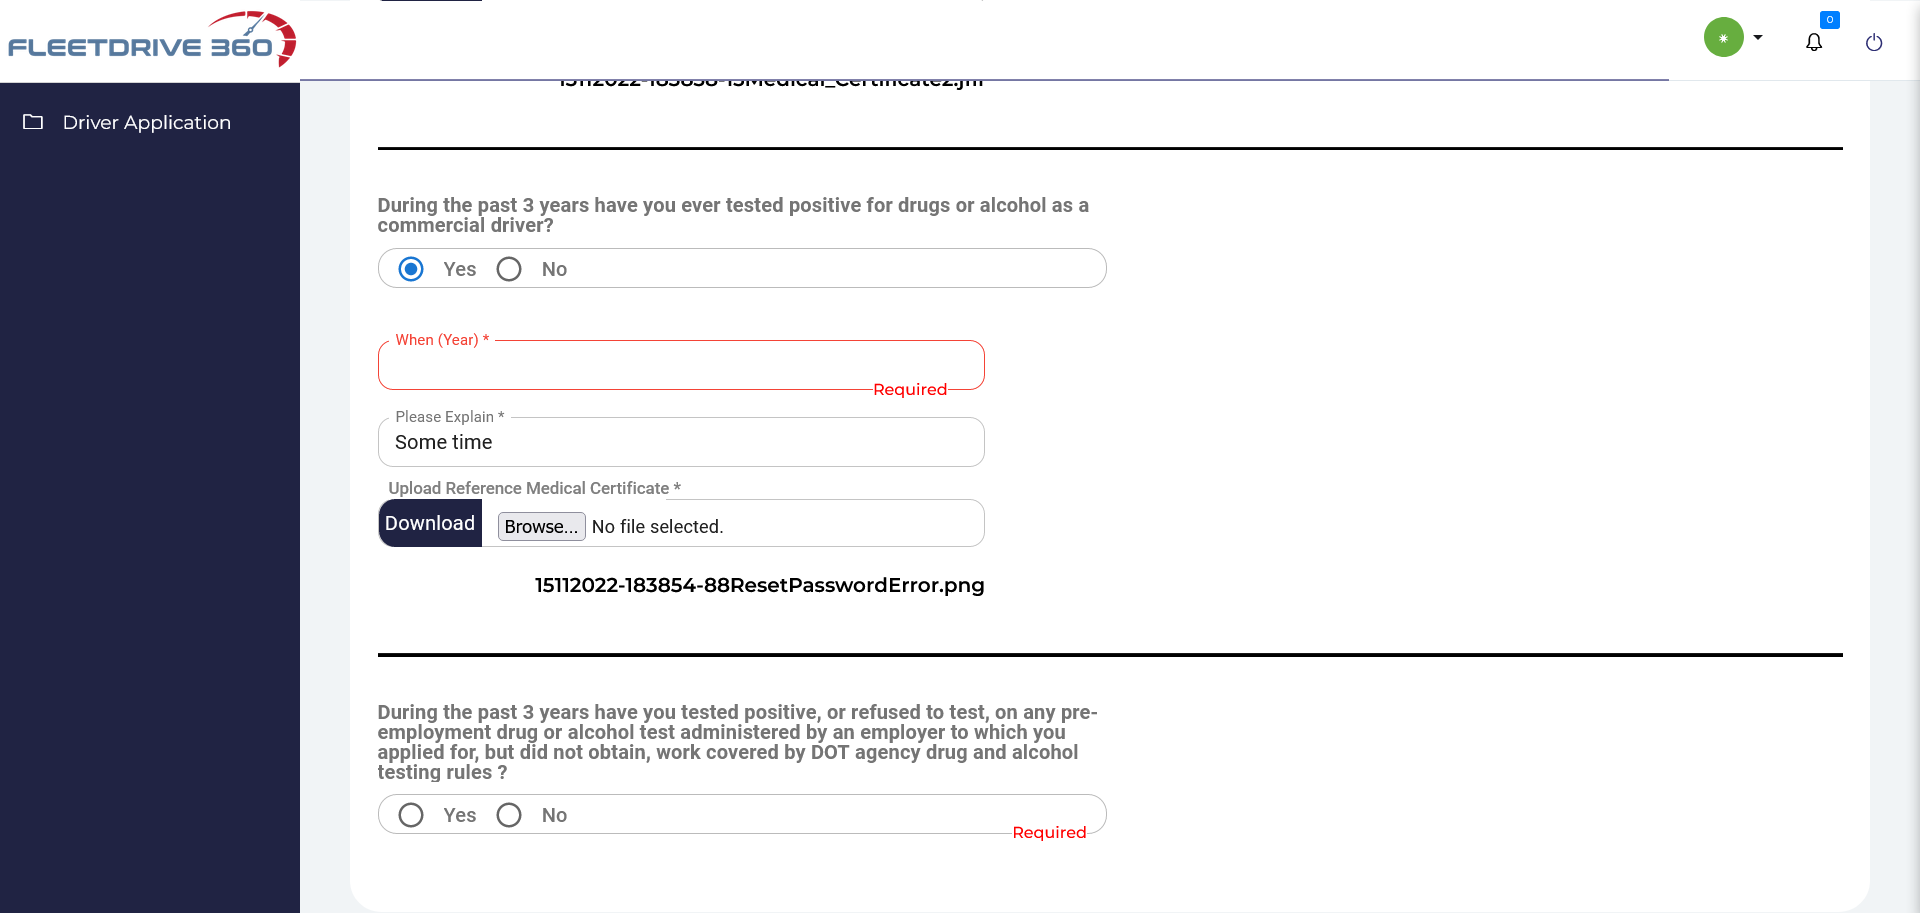 FLEETDRIVE 360
0
Driver Application
15112022-183858-15Medical_Certificate2.jfif
During the past 3 years have you ever tested positive for drugs or alcohol as a
commercial driver?
Yes No
When (Year) *
Required
Please Explain *
Some time
Upload Reference Medical Certificate *
Download Browse... No file selected.
15112022-183854-88ResetPasswordError.png
During the past 3 years have you tested positive, or refused to test, on any pre-
employment drug or alcohol test administered by an employer to which you
applied for, but did not obtain, work covered by DOT agency drug and alcohol
testing rules ?
Yes No
Required